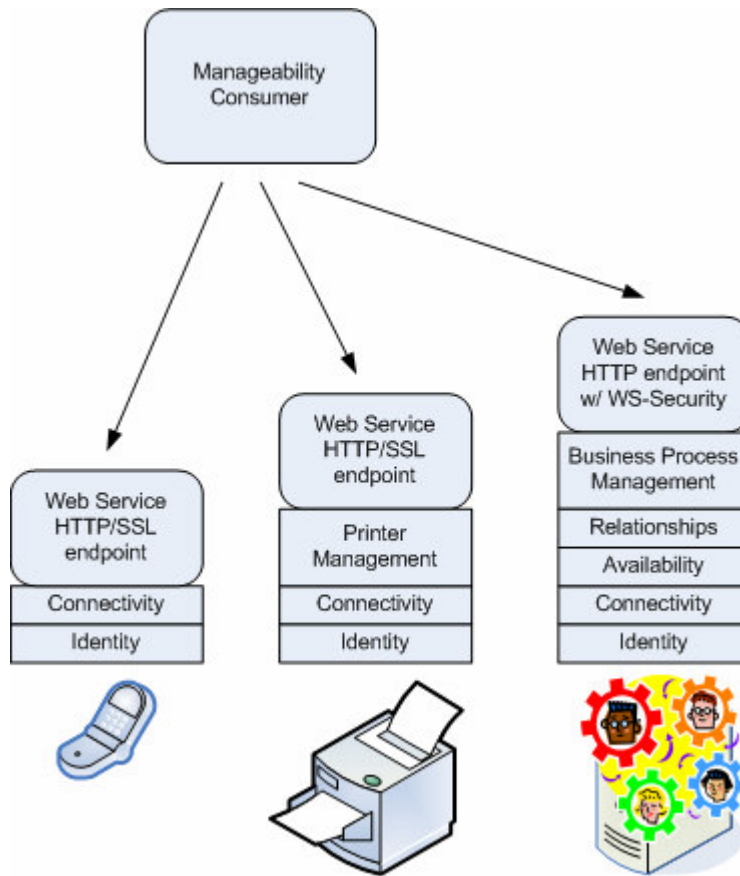 Manageability
Consumer
Web Service
HTTP/SSL
endpoint
Connectivity
Identity
Web Service
HTTP/SSL
endpoint
Printer
Management
Connectivity
Identity
Web Service
HTTP endpoint
w/ WS-Security
Business Process
Management
Relationships
Availability
Connectivity
Identity